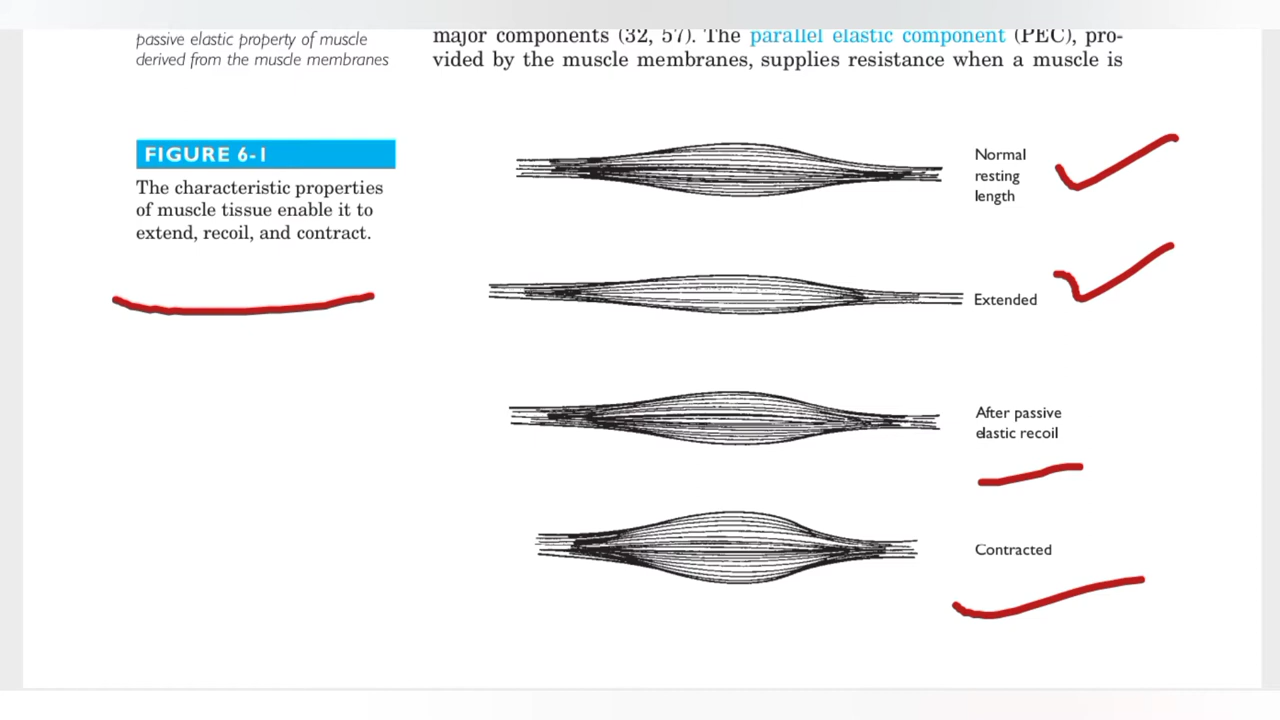 passive elastic property of muscle
derived from the muscle membranes
major components (32, 57). The parallel elastic component (PEC), pro-
vided by the muscle membranes, supplies resistance when a muscle is
FIGURE 6-1
The characteristic properties
of muscle tissue enable it to
extend, recoil, and contract.
Normal
resting
length
Extended
After passive
elastic recoil
Contracted